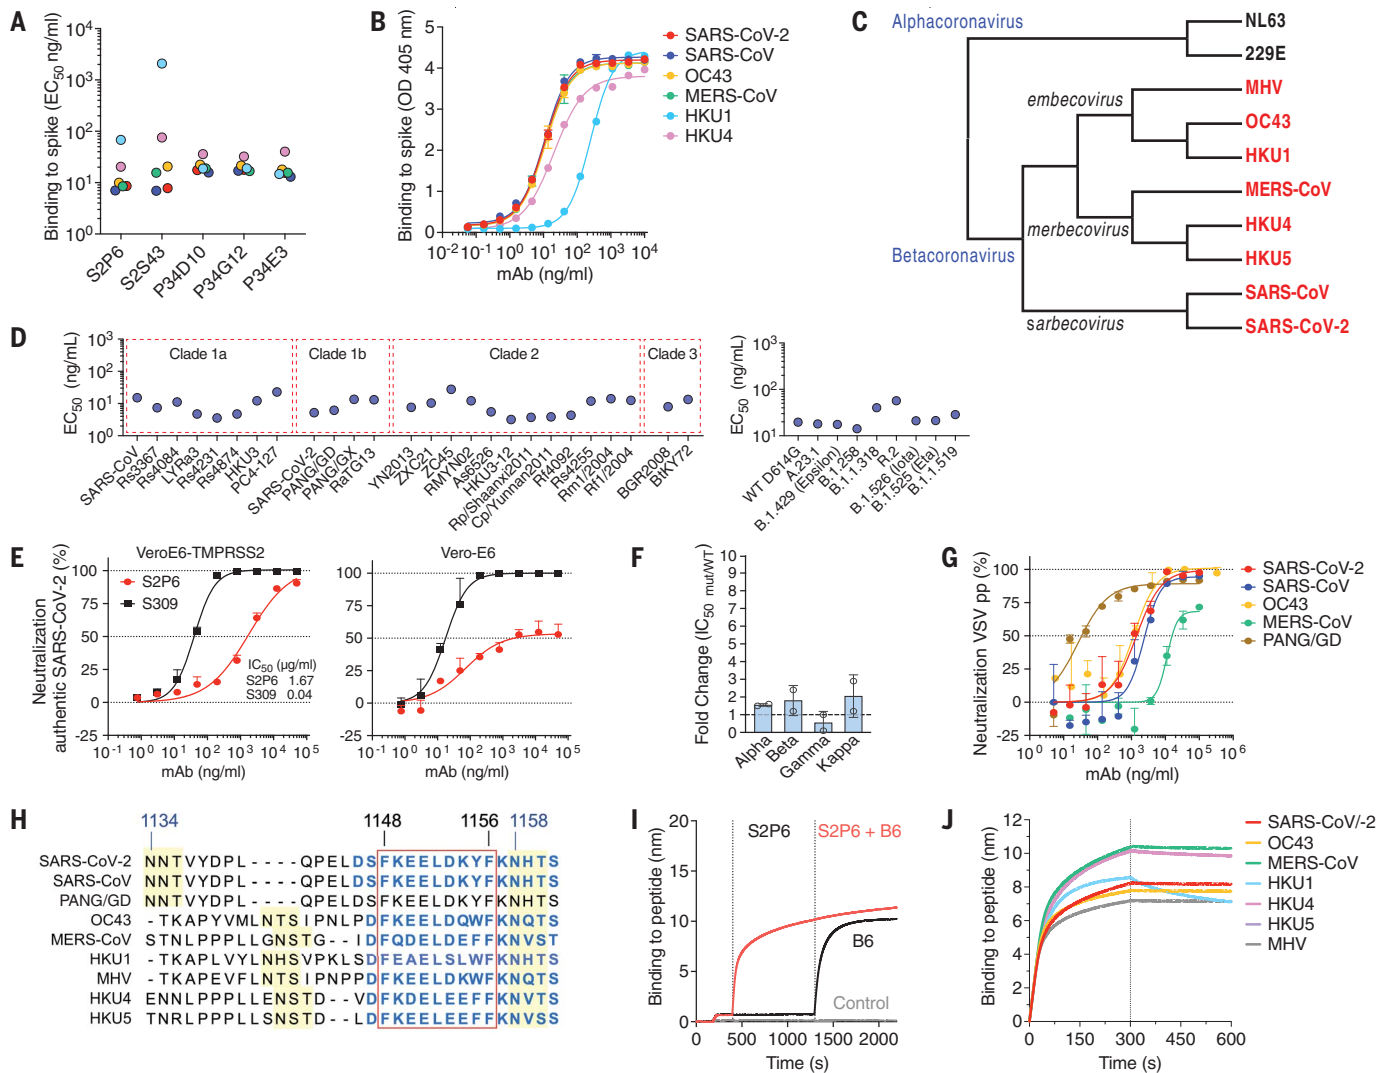 A
Binding to spike (EC50 ng/ml)
10^4
10^3
10^2
10^1
10^0
S2P6
S2S43
P34D10
P34G12
P34E3
B
Binding to spike (OD 405 nm)
5
4
3
2
1
0
10^-2
10^-1
10^0
10^1
10^2
10^3
10^4
mAb (ng/ml)
SARS-CoV-2
SARS-CoV
OC43
MERS-CoV
HKU1
HKU4
C
Alphacoronavirus
Betacoronavirus
embecovirus
merbecovirus
sarbecovirus
NL63
229E
MHV
OC43
HKU1
MERS-CoV
HKU4
HKU5
SARS-CoV
SARS-CoV-2
D
EC50 (ng/mL)
10^3
10^2
10^1
10^0
Clade 1a
Clade 1b
Clade 2
Clade 3
SARS-CoV
Rs3367
Rs4084
LYRa3
Rs4231
Rs4874
HKU3
PC4-127
SARS-CoV-2
PANG/GD
PANG/GX
RaTG13
YN2013
ZXC21
ZC45
RMYN02
As6526
HKU3-12
Rp/Shaanxi2011
Cp/Yunnan2011
Rf4092
Rs4255
Rm1/2004
Rf1/2004
BGR2008
BtKY72
EC50 (ng/mL)
10^3
10^2
10^1
WT D614G
A.23.1
B.1.429 (Epsilon)
B.1.258
B.1.1.318
R.2
B.1.526 (Iota)
B.1.525 (Eta)
B.1.1.519
E
Neutralization
authentic SARS-CoV-2 (%)
VeroE6-TMPRSS2
100
75
50
25
0
-25
S2P6
S309
IC50 (µg/ml)
S2P6 1.67
S309 0.04
10^-1
10^0
10^1
10^2
10^3
10^4
10^5
mAb (ng/ml)
Vero-E6
100
75
50
25
0
-25
10^-1
10^0
10^1
10^2
10^3
10^4
10^5
mAb (ng/ml)
F
Fold Change (IC50 mut/WT)
10
9
8
7
6
5
4
3
2
1
0
Alpha
Beta
Gamma
Kappa
G
Neutralization VSV pp (%)
100
75
50
25
0
-25
10^0
10^1
10^2
10^3
10^4
10^5
10^6
mAb (ng/ml)
SARS-CoV-2
SARS-CoV
OC43
MERS-CoV
PANG/GD
H
1134 1148 1156 1158
SARS-CoV-2 NNTVYDPL----QPELDSFKEELDKYFKNHTS
SARS-CoV NNTVYDPL----QPELDSFKEELDKYFKNHTS
PANG/GD NNTVYDPL----QPELDSFKEELDKYFKNHTS
OC43 -TKAPYVMLNTSIPNLPDFKEELDQWFKNQTS
MERS-CoV STNLPPPLLGNSTG--IDFQDELDEFFKNVST
HKU1 -TKAPLVYLNHSVPKLSDFEAELSLWFKNHTS
MHV -TKAPEVFLNTSIPNPPDFKEELDKWFKNQTS
HKU4 ENNLPPPLLENSTD--VDFKDELEEFFKNVTS
HKU5 TNRLPPPLLSNSTD--LDFKEELEEFFKNVSS
I
Binding to peptide (nm)
20
15
10
5
0
S2P6
S2P6 + B6
B6
Control
0
500
1000
1500
2000
Time (s)
J
Binding to peptide (nm)
12
10
8
6
4
2
0
0
150
300
450
600
Time (s)
SARS-CoV/-2
OC43
MERS-CoV
HKU1
HKU4
HKU5
MHV